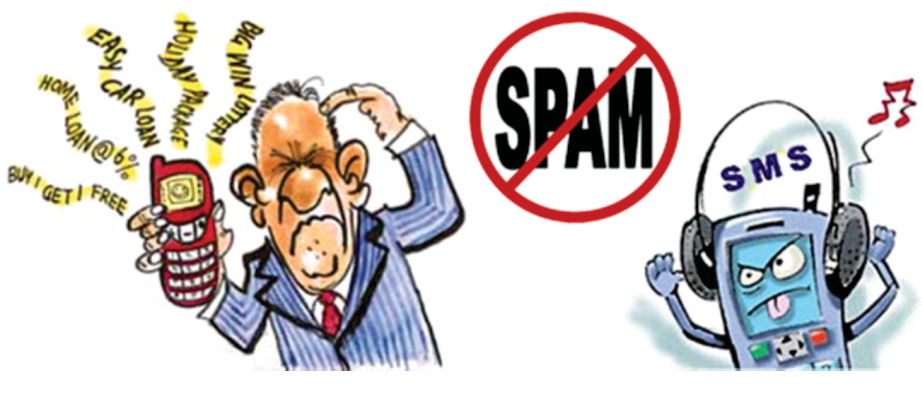 BUY 1 GET 1 FREE
HOME LOAN@6%
EASY CAR LOAN
HOLIDAY PACKAGE
BIG WIN LOTTERY
SPAM
SMS